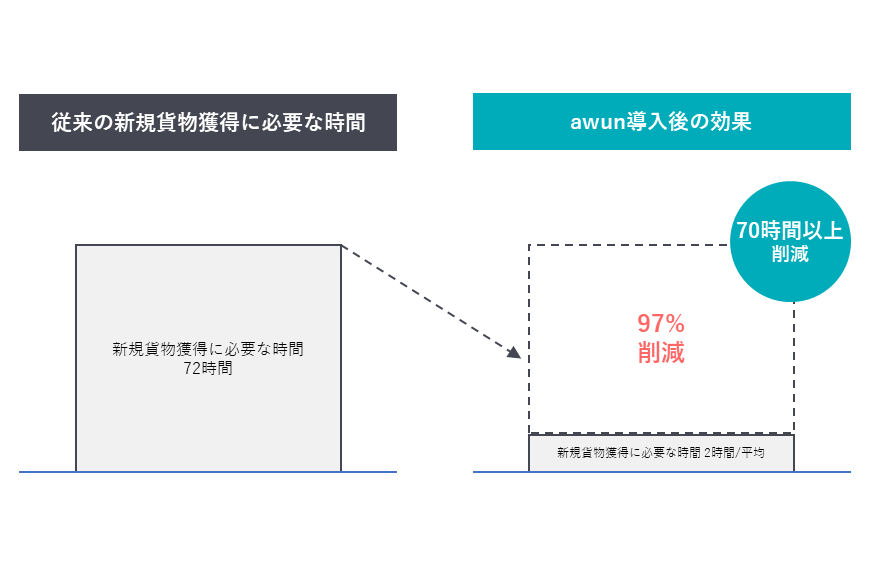 従来の新規貨物獲得に必要な時間
awun導入後の効果
70時間以上
削減
97%
削減
新規貨物獲得に必要な時間
72時間
新規貨物獲得に必要な時間 2時間/平均